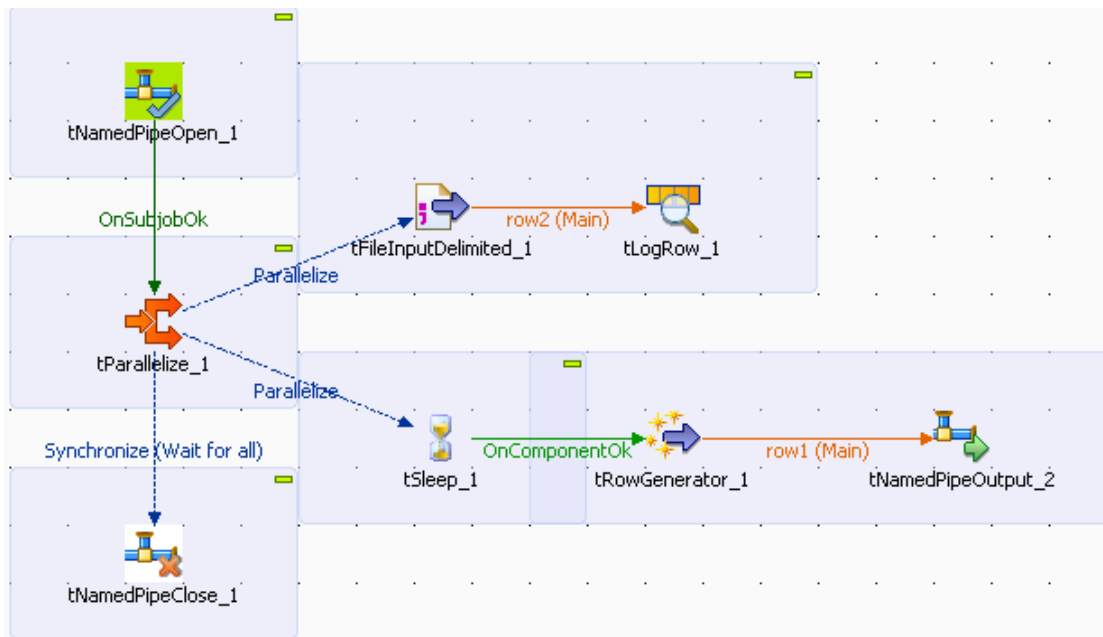 tNamedPipeOpen_1
OnSubjobOk
tFileInputDelimited_1
row2 (Main)
tLogRow_1
Parallelize
tParallelize_1
Parallelize
Synchronize (Wait for all)
tSleep_1
OnComponentOk
tRowGenerator_1
row1 (Main)
tNamedPipeOutput_2
tNamedPipeClose_1